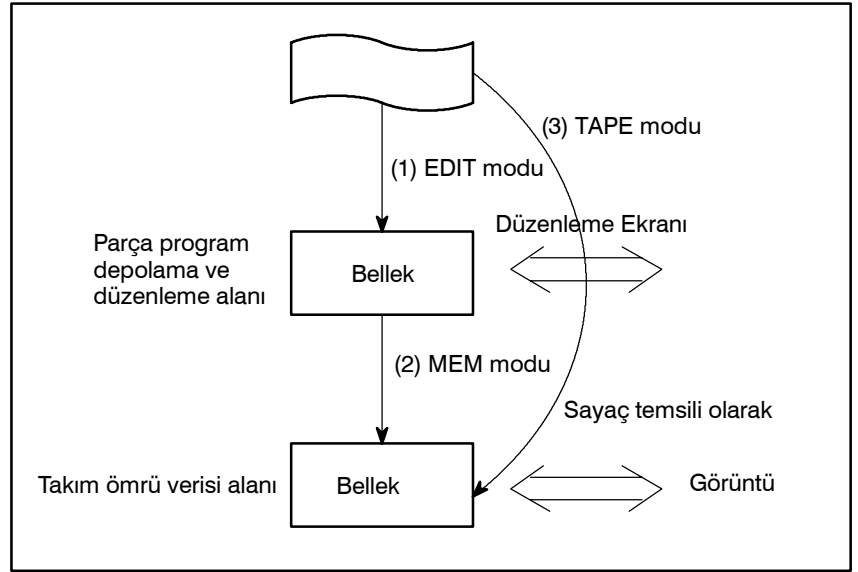 (3) TAPE modu
(1) EDIT modu
Düzenleme Ekranı
Parça program
depolama ve
düzenleme alanı
Bellek
(2) MEM modu
Sayaç temsili olarak
Takım ömrü verisi alanı
Bellek
Görüntü